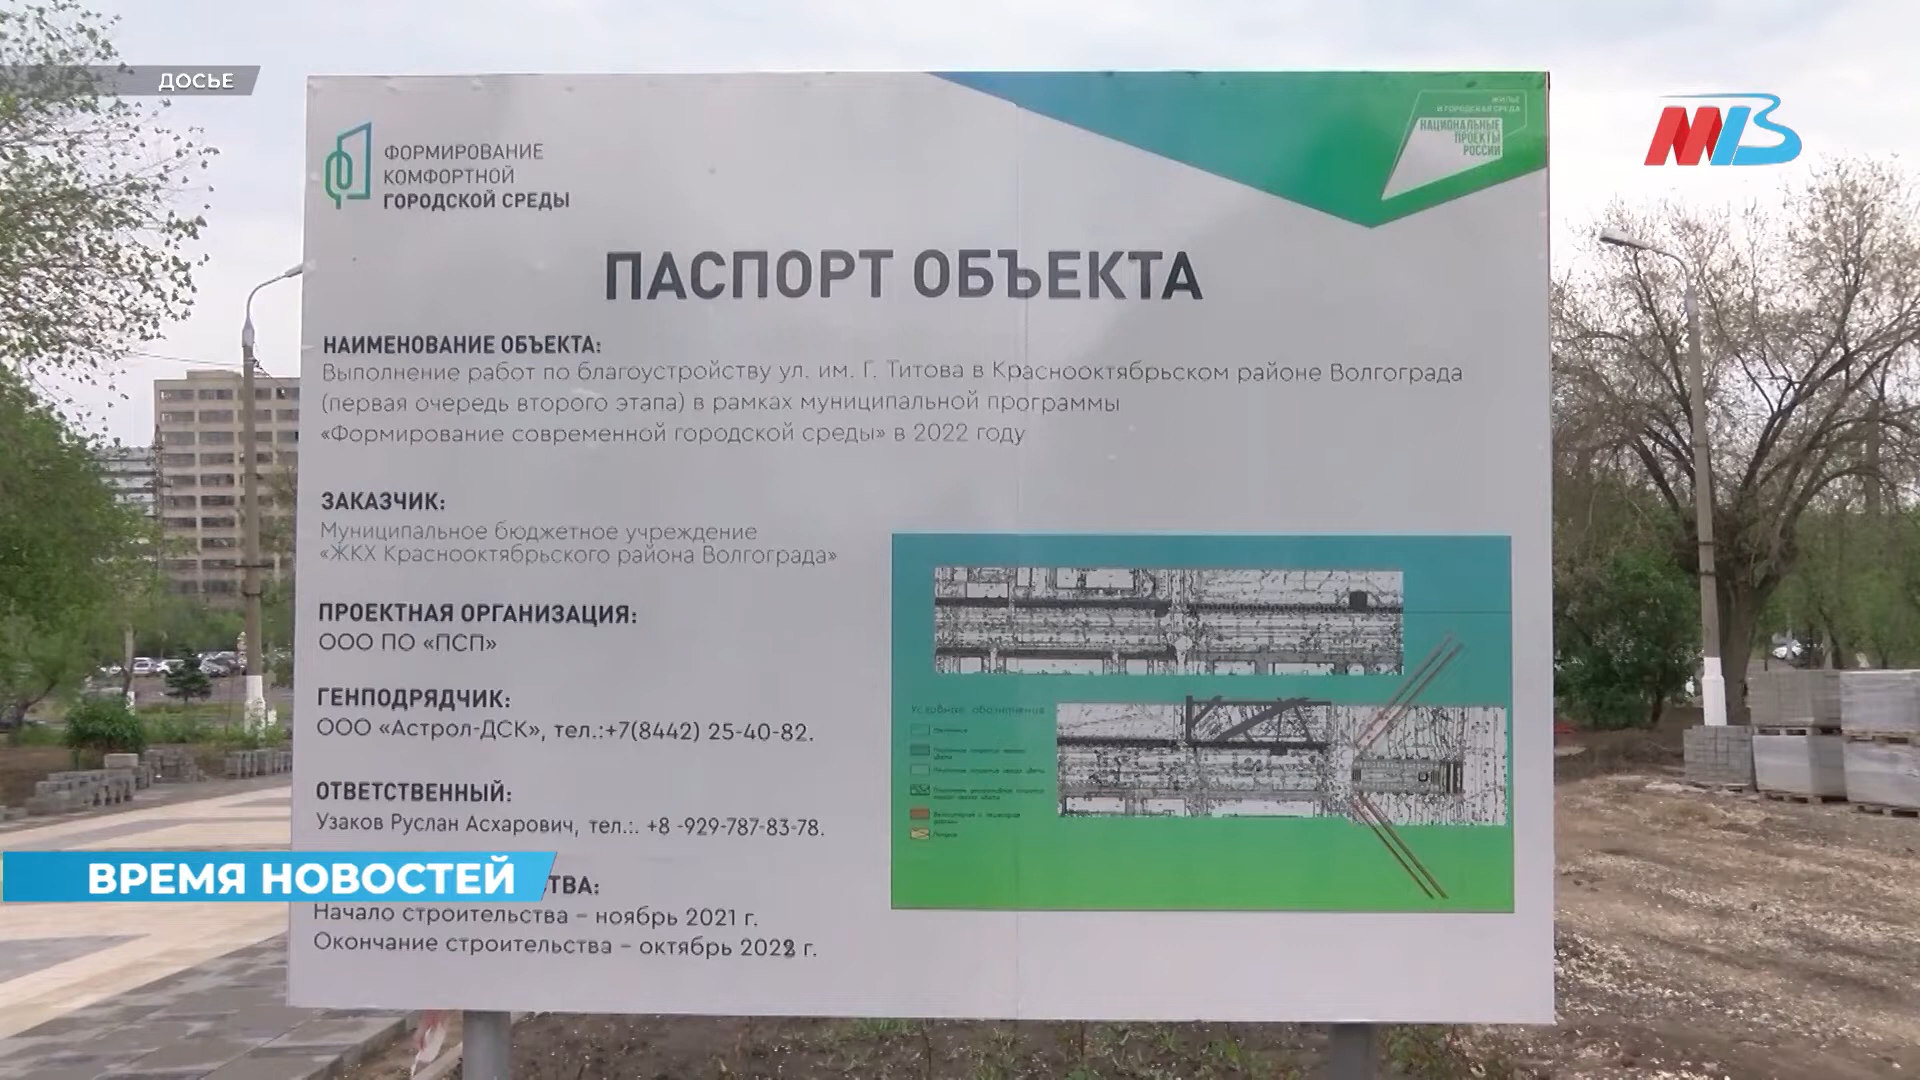 ДОСЬЕ
МТВ
ФОРМИРОВАНИЕ
КОМФОРТНОЙ
ГОРОДСКОЙ СРЕДЫ
ЖИЛЬЕ
И ГОРОДСКАЯ СРЕДА
НАЦИОНАЛЬНЫЕ
ПРОЕКТЫ
РОССИИ
ПАСПОРТ ОБЪЕКТА
НАИМЕНОВАНИЕ ОБЪЕКТА:
Выполнение работ по благоустройству ул. им. Г. Титова в Краснооктябрьском районе Волгограда
(первая очередь второго этапа) в рамках муниципальной программы
«Формирование современной городской среды» в 2022 году
ЗАКАЗЧИК:
Муниципальное бюджетное учреждение
«ЖКХ Краснооктябрьского района Волгограда»
ПРОЕКТНАЯ ОРГАНИЗАЦИЯ:
ООО ПО «ПСП»
ГЕНПОДРЯДЧИК:
ООО «Астрол-ДСК», тел.:+7(8442) 25-40-82.
ОТВЕТСТВЕННЫЙ:
Узаков Руслан Асхарович, тел.:. +8 -929-787-83-78.
ТВА:
Начало строительства – ноябрь 2021 г.
Окончание строительства – октябрь 2022 г.
Условные обозначения
ВРЕМЯ НОВОСТЕЙ